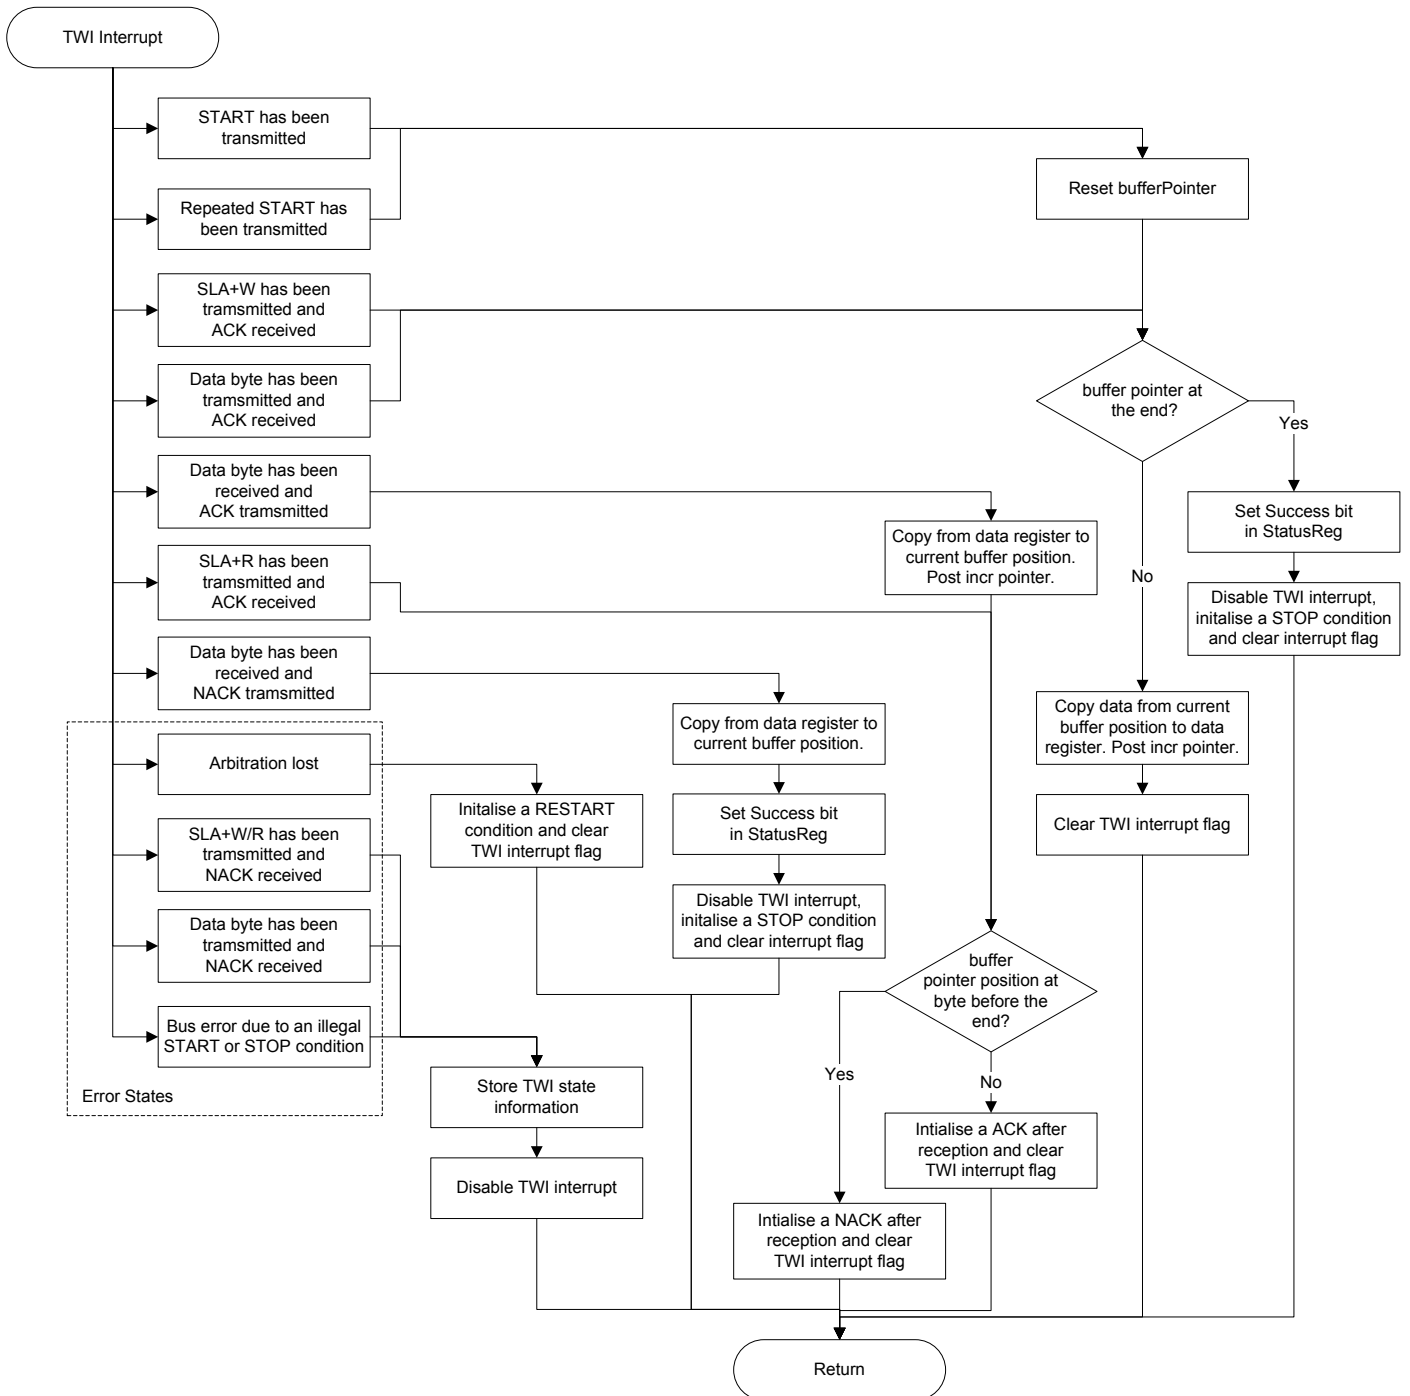 TWI Interrupt
START has been
transmitted
Repeated START has
been transmitted
Reset bufferPointer
SLA+W has been
tramsmitted and
ACK received
Data byte has been
tramsmitted and
ACK received
buffer pointer at
the end?
Yes
Data byte has been
received and
ACK tramsmitted
Set Success bit
in StatusReg
Copy from data register to
current buffer position.
Post incr pointer.
SLA+R has been
tramsmitted and
ACK received
No
Disable TWI interrupt,
initalise a STOP condition
and clear interrupt flag
Data byte has been
received and
NACK tramsmitted
Copy from data register to
current buffer position.
Copy data from current
buffer position to data
register. Post incr pointer.
Arbitration lost
Initalise a RESTART
condition and clear
TWI interrupt flag
Set Success bit
in StatusReg
Clear TWI interrupt flag
SLA+W/R has been
tramsmitted and
NACK received
Disable TWI interrupt,
initalise a STOP condition
and clear interrupt flag
Data byte has been
tramsmitted and
NACK received
buffer
pointer position at
byte before the
end?
Bus error due to an illegal
START or STOP condition
Error States
Yes
No
Store TWI state
information
Intialise a ACK after
reception and clear
TWI interrupt flag
Disable TWI interrupt
Intialise a NACK after
reception and clear
TWI interrupt flag
Return